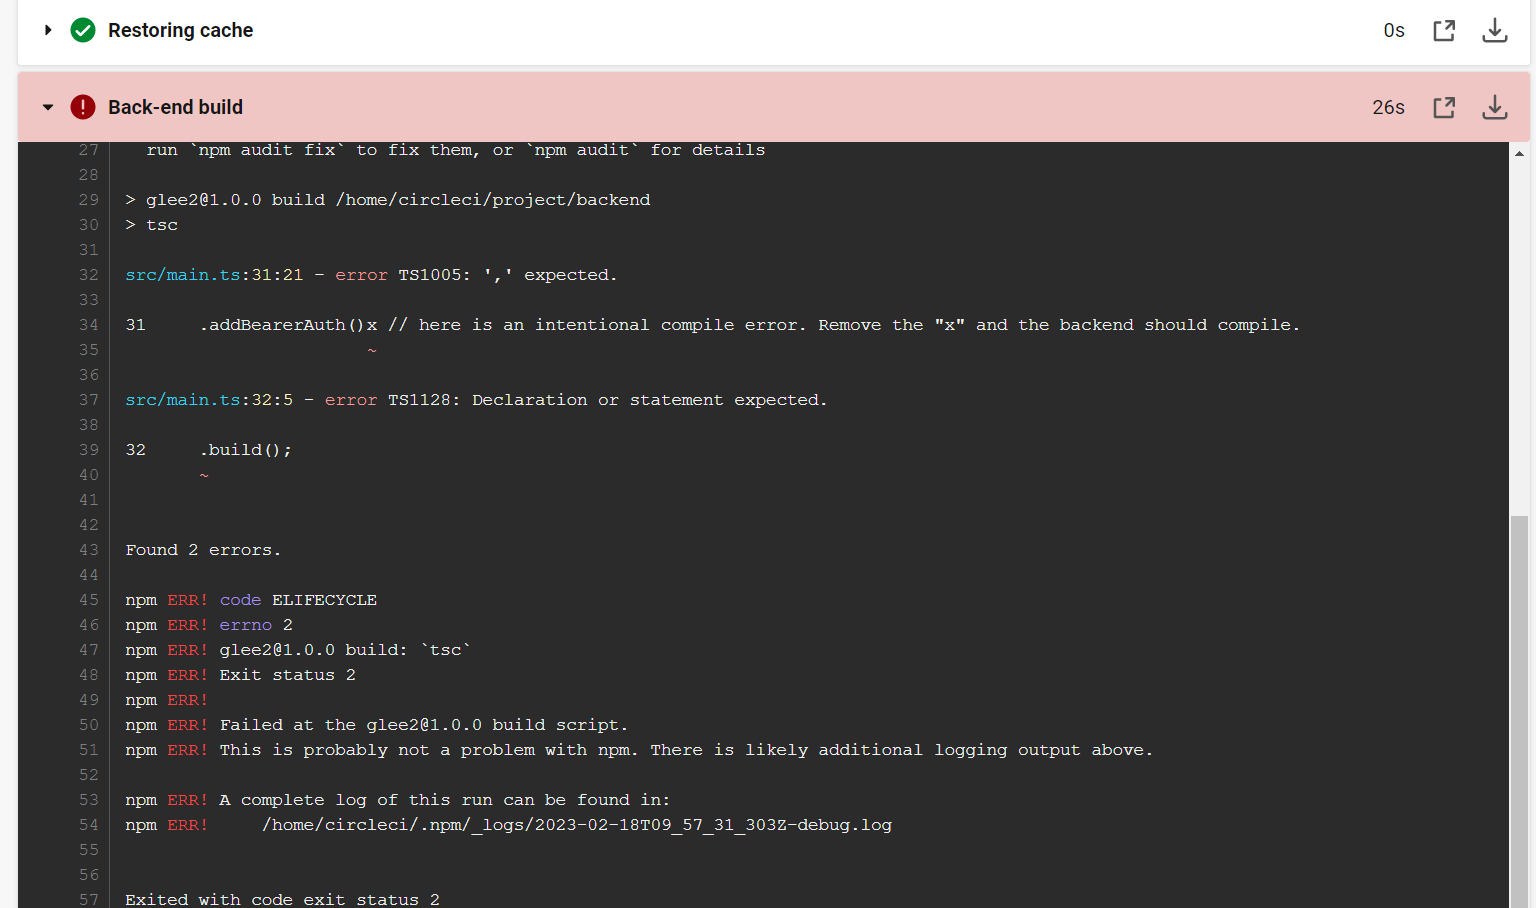 Restoring cache 0s
Back-end build 26s
27 run `npm audit fix` to fix them, or `npm audit` for details
28
29 > glee2@1.0.0 build /home/circleci/project/backend
30 > tsc
31
32 src/main.ts:31:21 - error TS1005: ',' expected.
33
34 31 .addBearerAuth()x // here is an intentional compile error. Remove the "x" and the backend should compile.
35 ~
36
37 src/main.ts:32:5 - error TS1128: Declaration or statement expected.
38
39 32 .build();
40 ~
41
42
43 Found 2 errors.
44
45 npm ERR! code ELIFECYCLE
46 npm ERR! errno 2
47 npm ERR! glee2@1.0.0 build: `tsc`
48 npm ERR! Exit status 2
49 npm ERR!
50 npm ERR! Failed at the glee2@1.0.0 build script.
51 npm ERR! This is probably not a problem with npm. There is likely additional logging output above.
52
53 npm ERR! A complete log of this run can be found in:
54 npm ERR! /home/circleci/.npm/_logs/2023-02-18T09_57_31_303Z-debug.log
55
56
57 Exited with code exit status 2